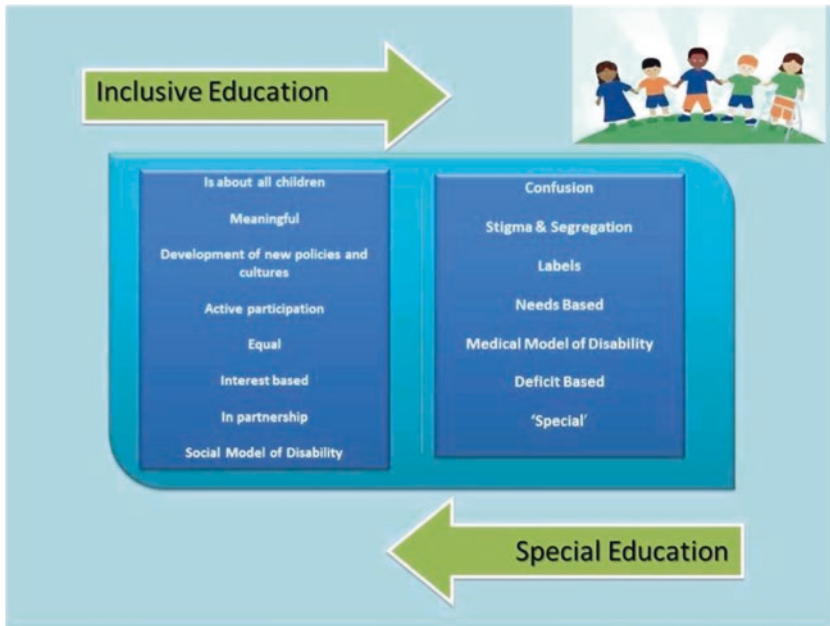 Inclusive Education
Is about all children
Meaningful
Development of new policies and
cultures
Active participation
Equal
Interest based
In partnership
Social Model of Disability
Confusion
Stigma & Segregation
Labels
Needs Based
Medical Model of Disability
Deficit Based
‘Special’
Special Education